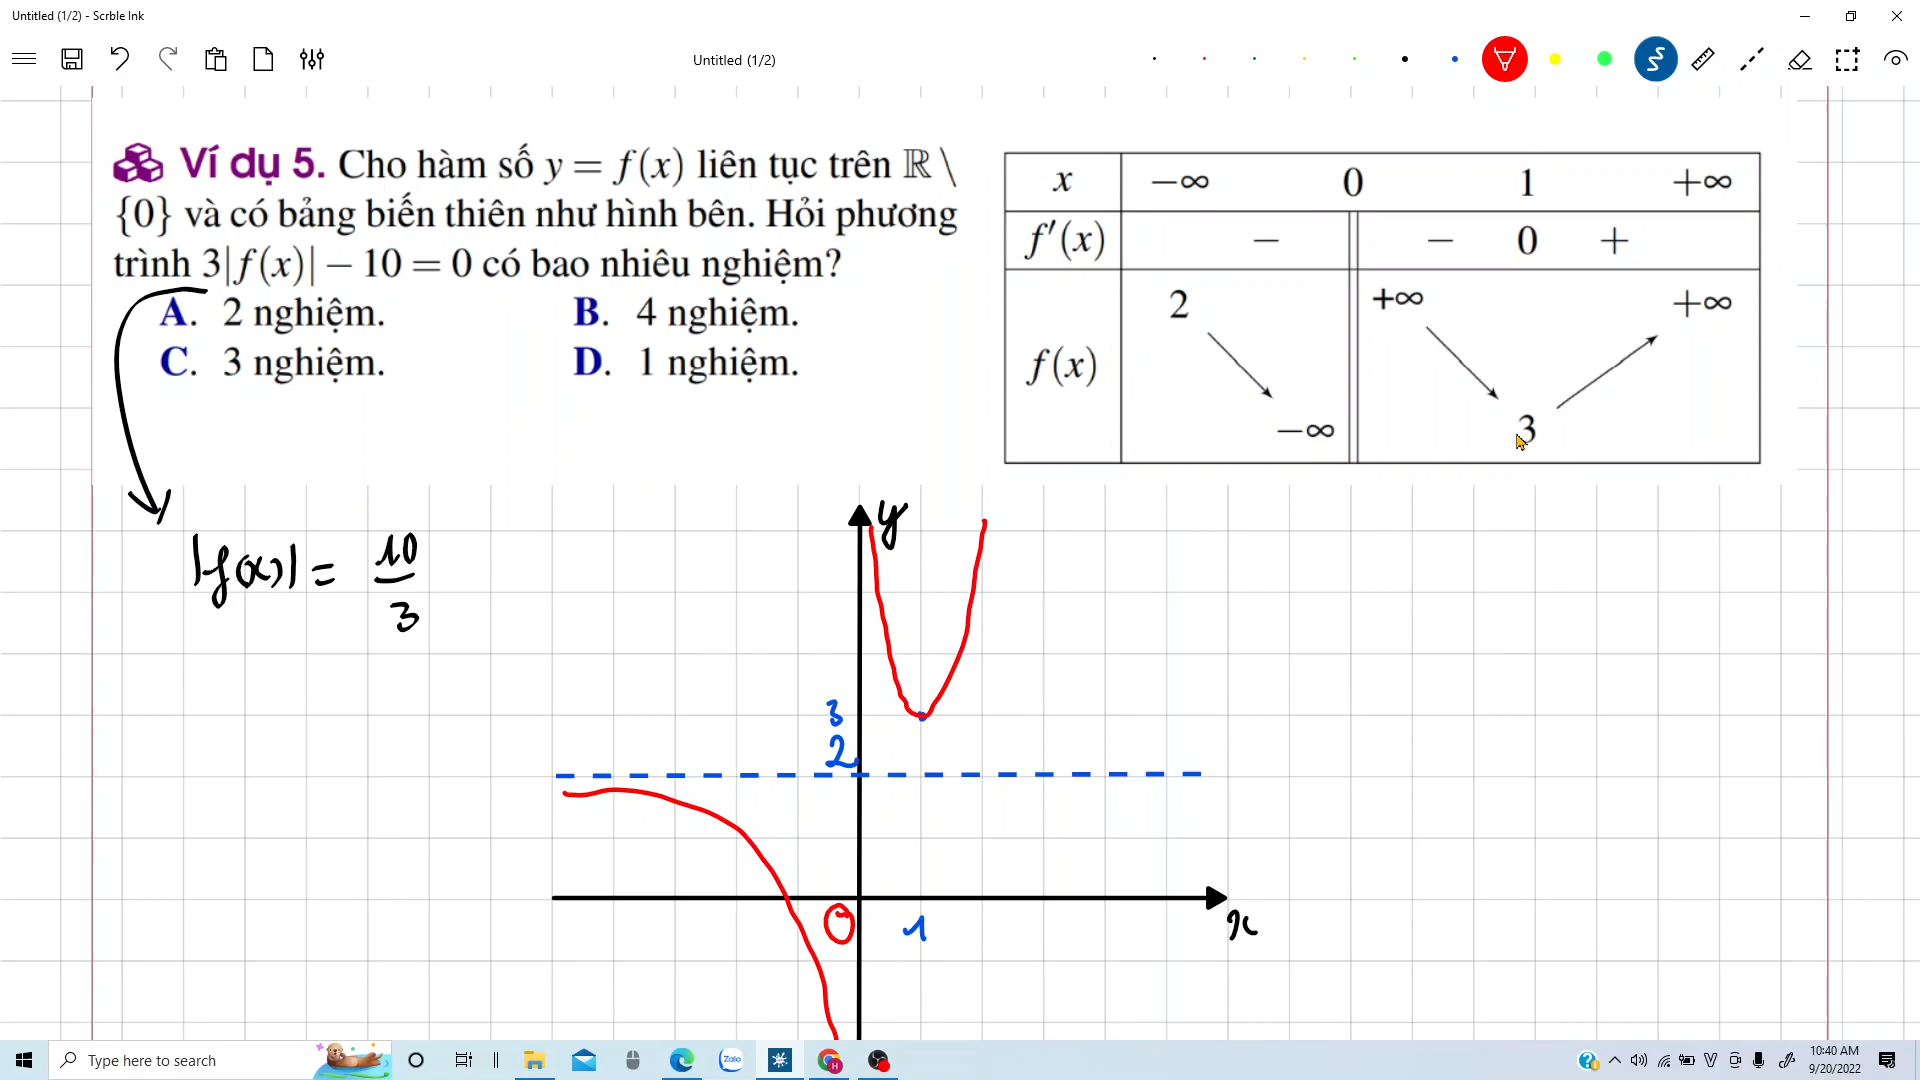 Untitled (1/2) - Scrble Ink
Untitled (1/2)
Ví dụ 5. Cho hàm số y = f(x) liên tục trên ℝ \
{0} và có bảng biến thiên như hình bên. Hỏi phương
trình 3|f(x)| − 10 = 0 có bao nhiêu nghiệm?
A. 2 nghiệm. B. 4 nghiệm.
C. 3 nghiệm. D. 1 nghiệm.
x −∞ 0 1 +∞
f′(x) − − 0 +
2 +∞ +∞
f(x)
−∞ 3
y
|f(x)| = 10/3
3
2
O 1 x
Type here to search
Zalo
10:40 AM
9/20/2022